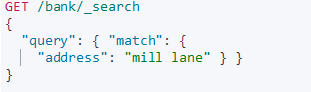 GET /bank/_search
{
  "query": { "match": {
    "address": "mill lane" } }
}